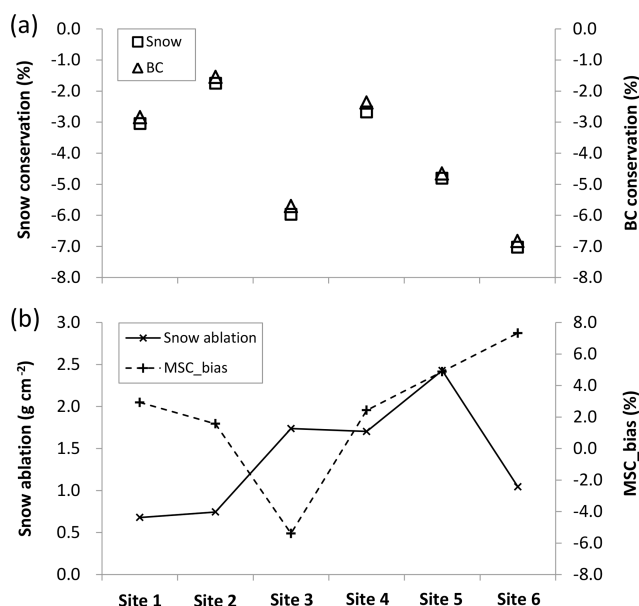 (a)
0.0 0.0
Snow
BC
-1.0 -1.0
-2.0 -2.0
-3.0 -3.0
-4.0 -4.0
-5.0 -5.0
-6.0 -6.0
-7.0 -7.0
-8.0 -8.0
Snow conservation (%)
BC conservation (%)
(b)
3.0 8.0
Snow ablation
MSC_bias
2.5 6.0
2.0 4.0
1.5 2.0
1.0 0.0
0.5 -2.0
0.0 -4.0
-6.0
-8.0
Snow ablation (g cm⁻²)
MSC_bias (%)
Site 1 Site 2 Site 3 Site 4 Site 5 Site 6